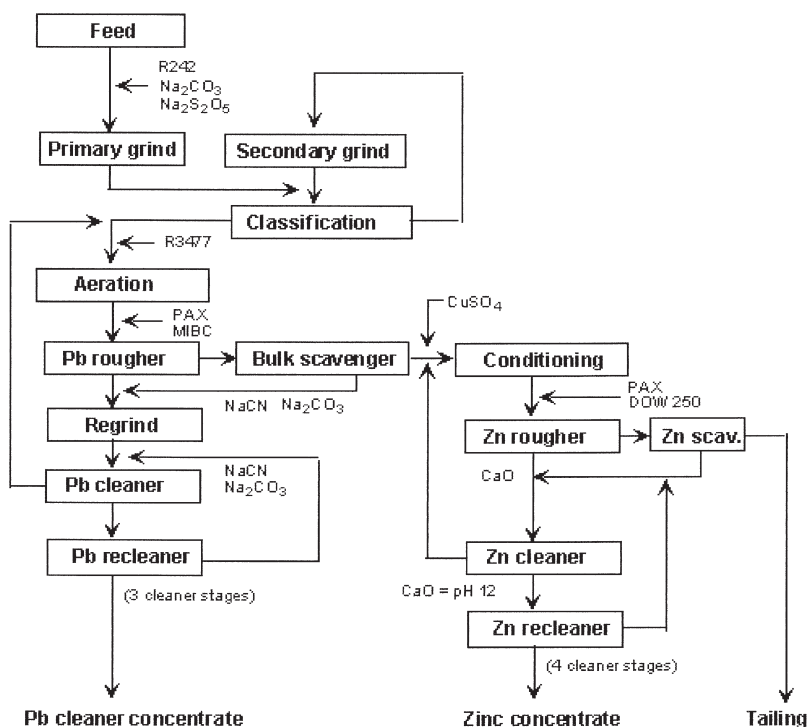 Feed
R242
Na₂CO₃
Na₂S₂O₅
Primary grind
Secondary grind
Classification
R3477
Aeration
CuSO₄
PAX
MIBC
Pb rougher
Bulk scavenger
Conditioning
NaCN Na₂CO₃
PAX
DOW 250
Regrind
Zn rougher
Zn scav.
NaCN
Na₂CO₃
CaO
Pb cleaner
Pb recleaner
Zn cleaner
(3 cleaner stages)
CaO = pH 12
Zn recleaner
(4 cleaner stages)
Pb cleaner concentrate
Zinc concentrate
Tailing